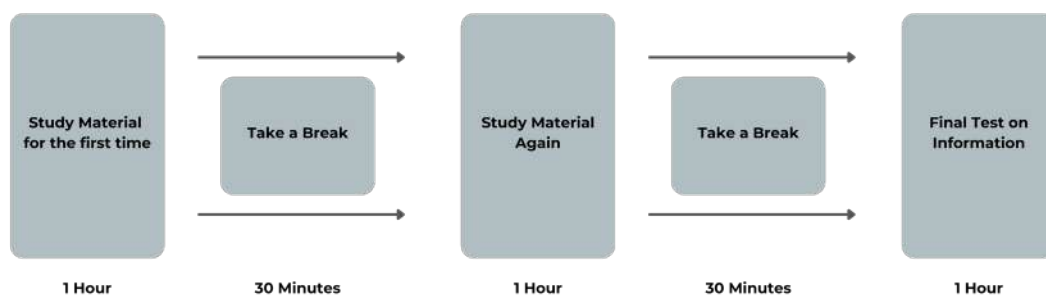 Study Material
for the first time
Take a Break
Study Material
Again
Take a Break
Final Test on
Information
1 Hour
30 Minutes
1 Hour
30 Minutes
1 Hour